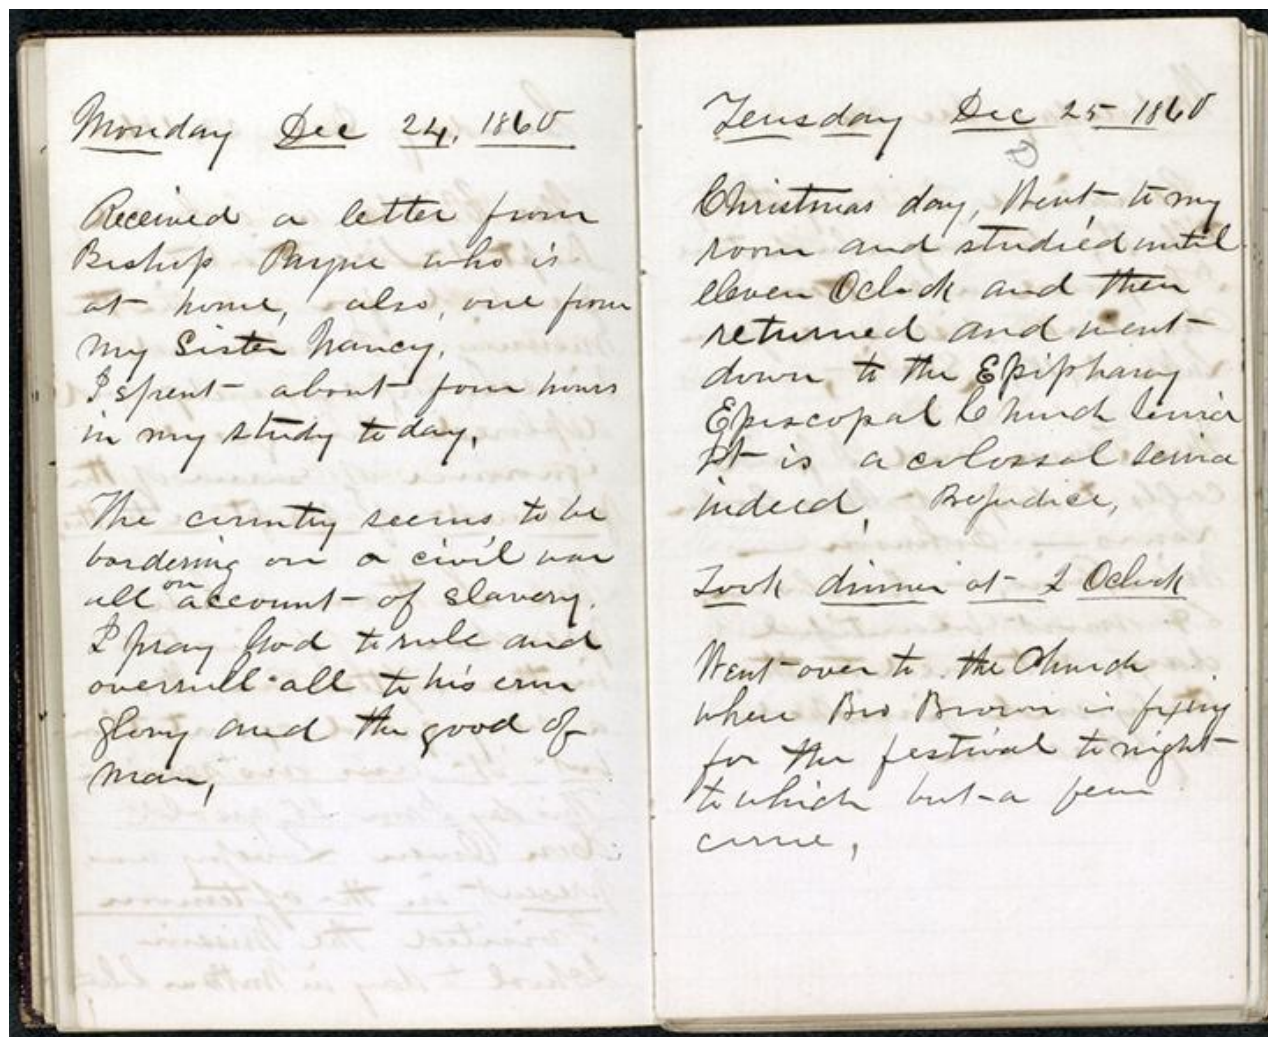 Monday Dec 24, 1860
Received a letter from
Bishop Payne who is
at home, also, one from
my Sister Nancy.
I spent about four hours
in my study today.
The country seems to be
bordering on a civil war
all on account of slavery.
I pray God to rule and
overrule all to his own
glory and the good of
man,
Teusday Dec 25 1860
Christmas day, Went to my
room and studied until
eleven Oclock and then
returned and went
down to the Epiphany
Episcopal Church
It is a colossal
indeed, Prejudice,
Took dinner at 2 Oclock
Went over to the Church
where Bro Brown is fixing
for the festival to night
to which but a few
came,